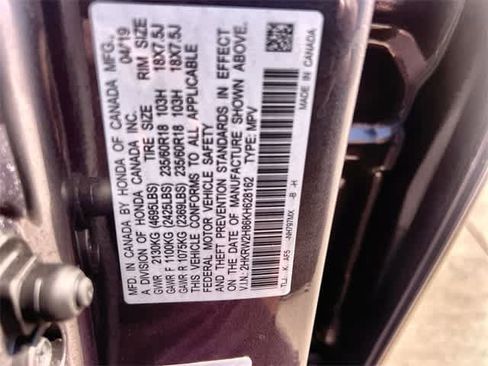 MFD. BY HONDA OF CANADA MFG.,
A DIVISION OF HONDA CANADA INC. 04/19
TIRE SIZE RIM SIZE
GVWR 2130KG (4695LBS)
GAWR F 1100KG (2425LBS) 235/60R18 103H 18X7.5J
GAWR R 1075KG (2369LBS) 235/60R18 103H 18X7.5J
THIS VEHICLE CONFORMS TO ALL APPLICABLE
FEDERAL MOTOR VEHICLE SAFETY,
AND THEFT PREVENTION STANDARDS IN EFFECT
ON THE DATE OF MANUFACTURE SHOWN ABOVE.
V.I.N: 2HKRW2H86KH628162 TYPE: MPV
TLJ K AF5 -NH797MX -B -H
MADE IN CANADA